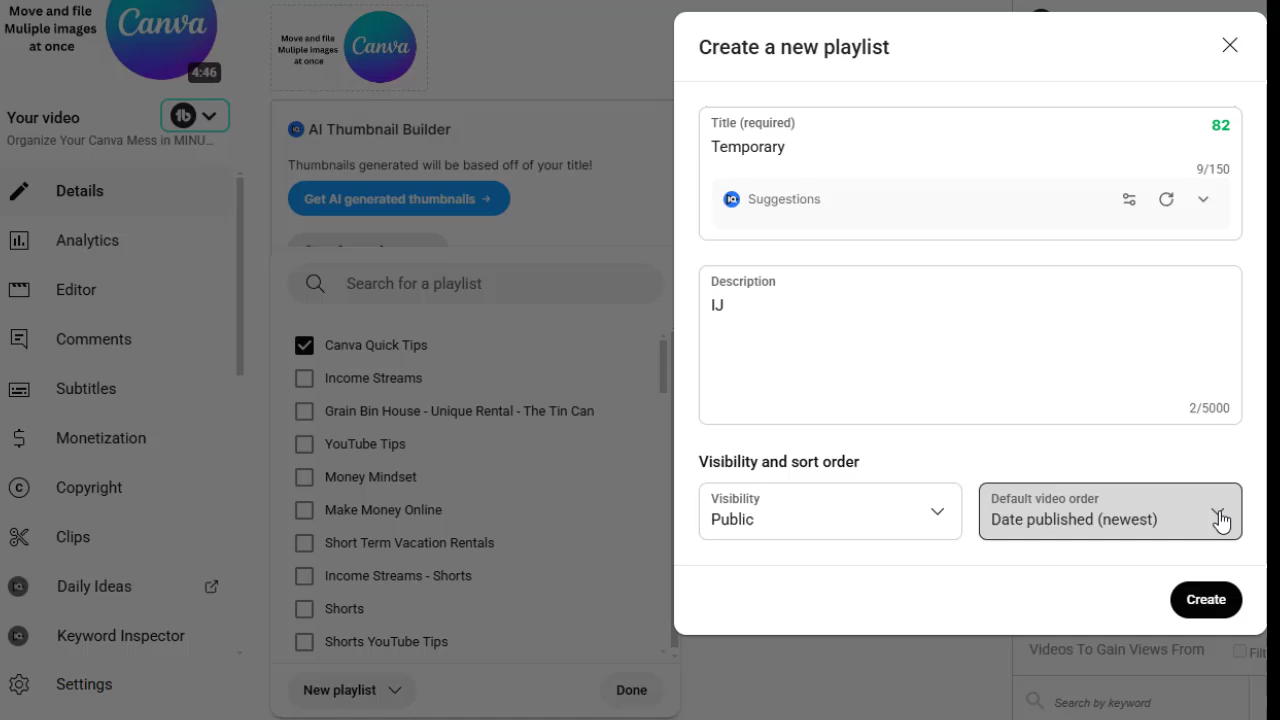 Move and file
Muliple images
at once
Canva
4:46
Your video
Organize Your Canva Mess in MINU...
Details
Analytics
Editor
Comments
Subtitles
Monetization
Copyright
Clips
Daily Ideas
Keyword Inspector
Settings
Move and file
Muliple images
at once
Canva
AI Thumbnail Builder
Thumbnails generated will be based off of your title!
Get AI generated thumbnails →
Search for a playlist
Canva Quick Tips
Income Streams
Grain Bin House - Unique Rental - The Tin Can
YouTube Tips
Money Mindset
Make Money Online
Short Term Vacation Rentals
Income Streams - Shorts
Shorts
Shorts YouTube Tips
New playlist
Done
Create a new playlist
Title (required)
82
Temporary
9/150
Suggestions
Description
IJ
2/5000
Visibility and sort order
Visibility
Public
Default video order
Date published (newest)
Create
Videos To Gain Views From
Search by keyword